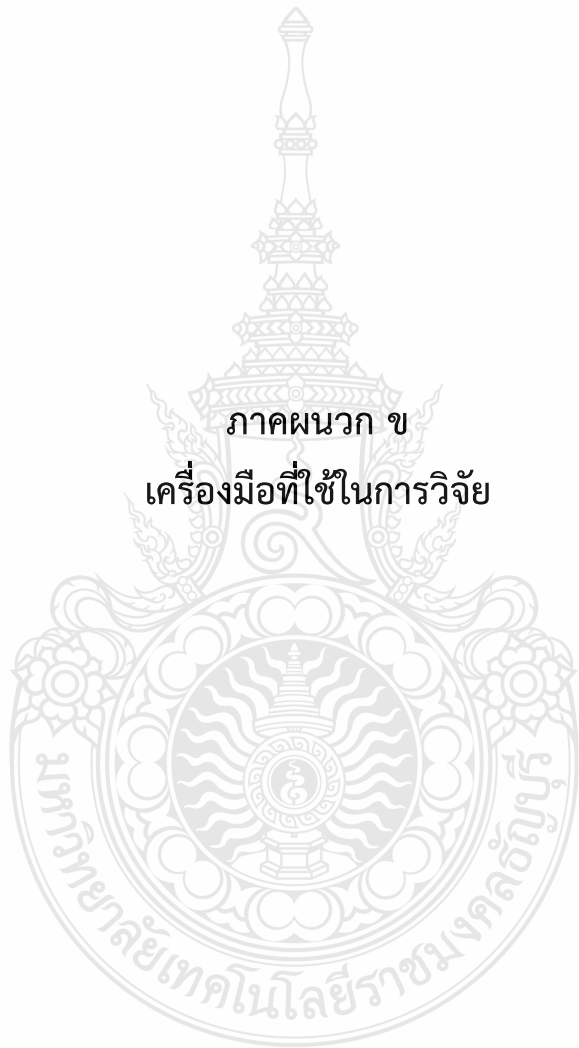 ภาคผนวก ข
เครื่องมือที่ใช้ในการวิจัย
มหาวิทยาลัยเทคโนโลยีราชมงคลธัญบุรี